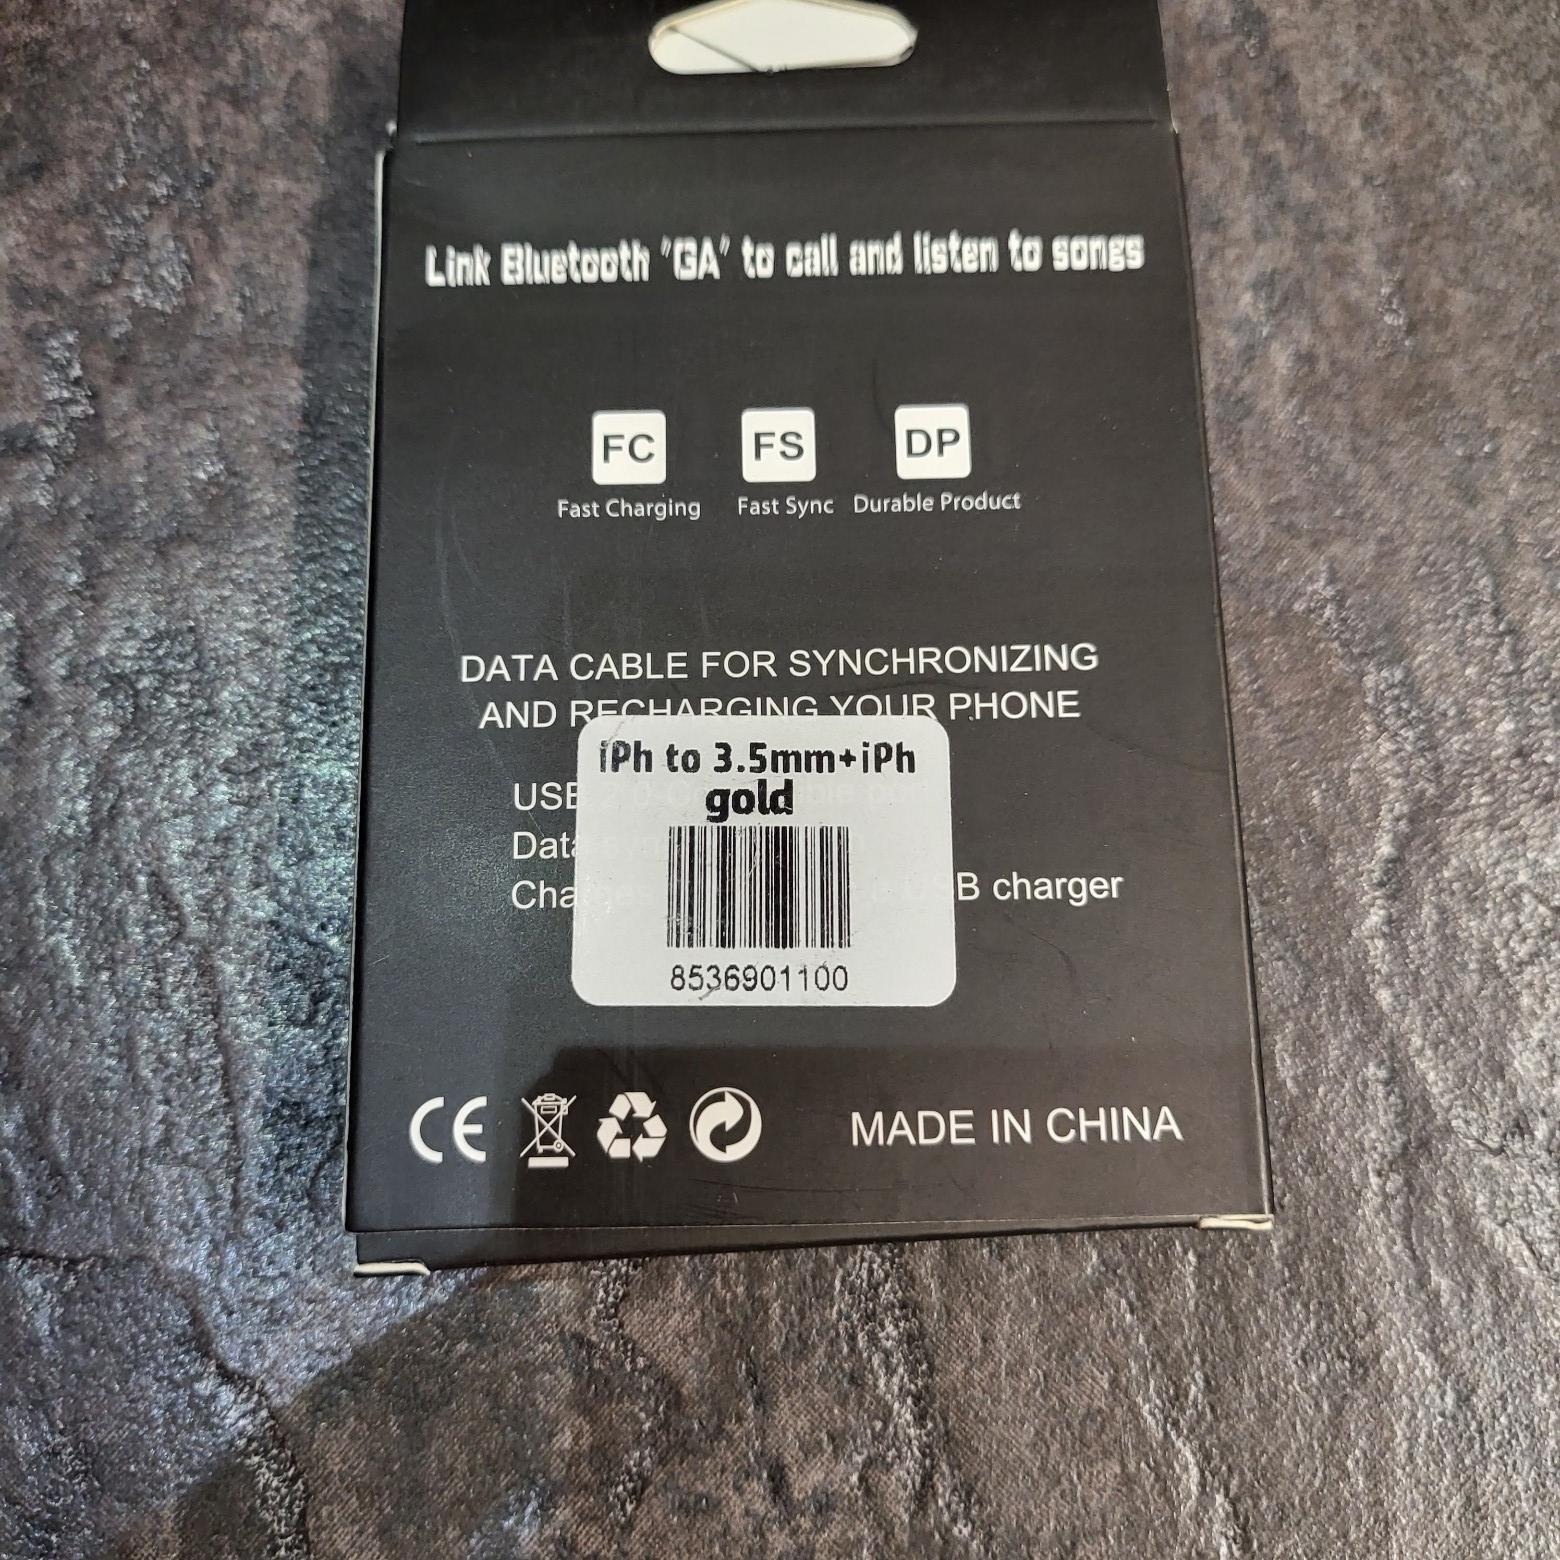 Link Bluetooth "GA" to call and listen to songs
FC FS DP
Fast Charging Fast Sync Durable Product
DATA CABLE FOR SYNCHRONIZING
AND RECHARGING YOUR PHONE
iPh to 3.5mm+iPh
gold
USB
Data
Charges USB charger
8536901100
CE MADE IN CHINA